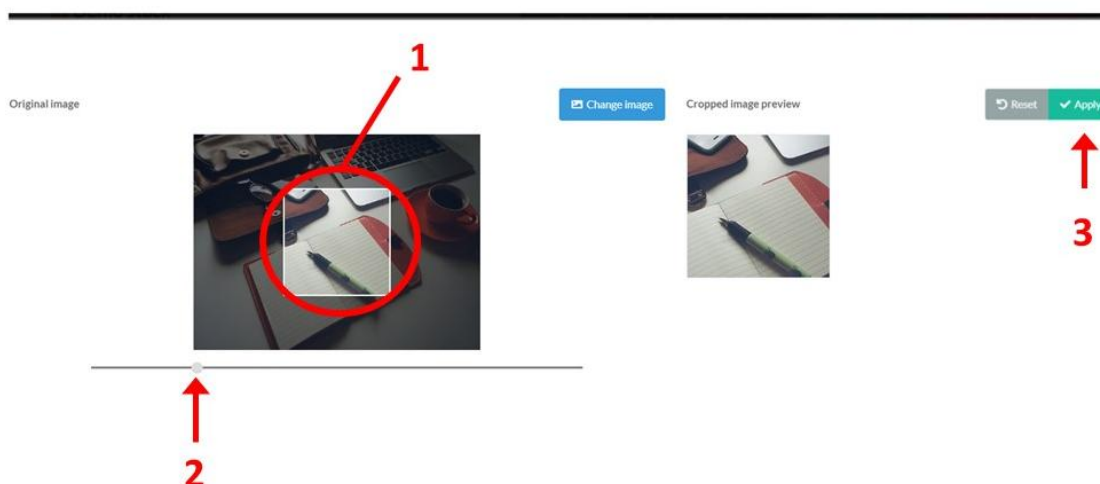 1
Original image
Change image
Cropped image preview
Reset
Apply
3
2